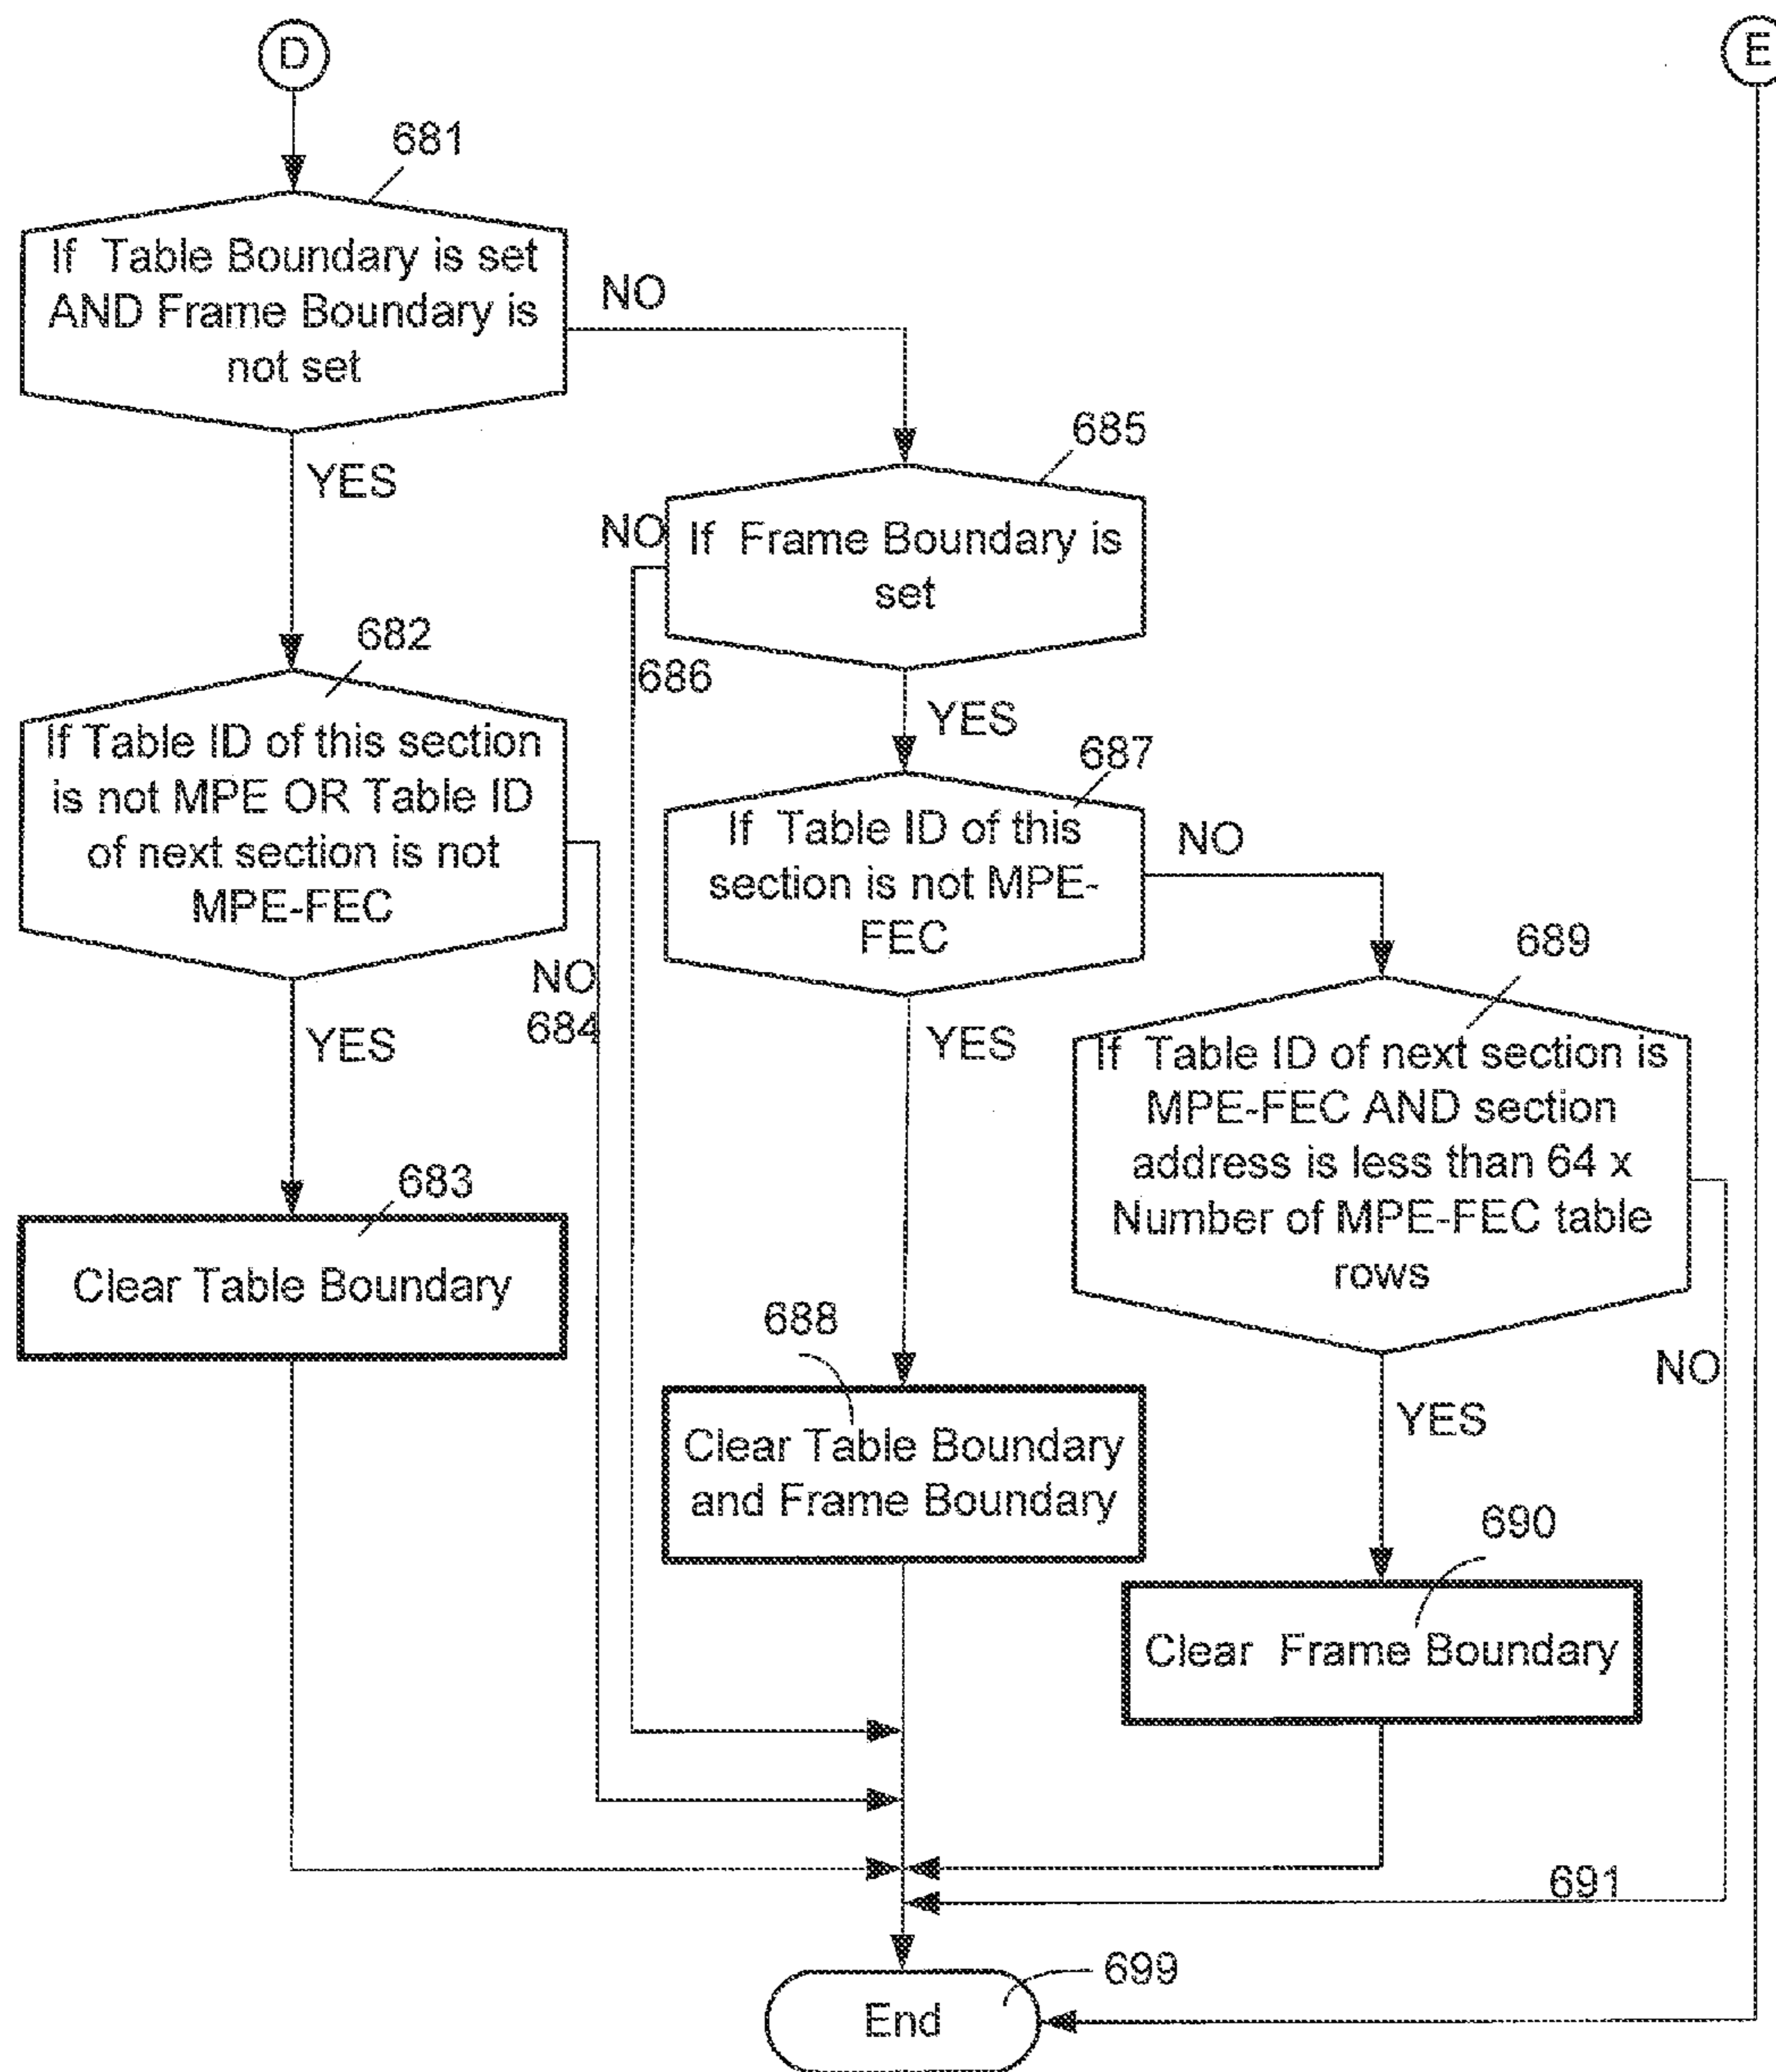 D
E
681
If Table Boundary is set
AND Frame Boundary is
not set
NO
YES
685
If Frame Boundary is
set
NO
686
YES
682
If Table ID of this section
is not MPE OR Table ID
of next section is not
MPE-FEC
NO
684
YES
687
If Table ID of this
section is not MPE-
FEC
NO
YES
689
If Table ID of next section is
MPE-FEC AND section
address is less than 64 x
Number of MPE-FEC table
rows
NO
YES
683
Clear Table Boundary
688
Clear Table Boundary
and Frame Boundary
690
Clear Frame Boundary
691
699
End